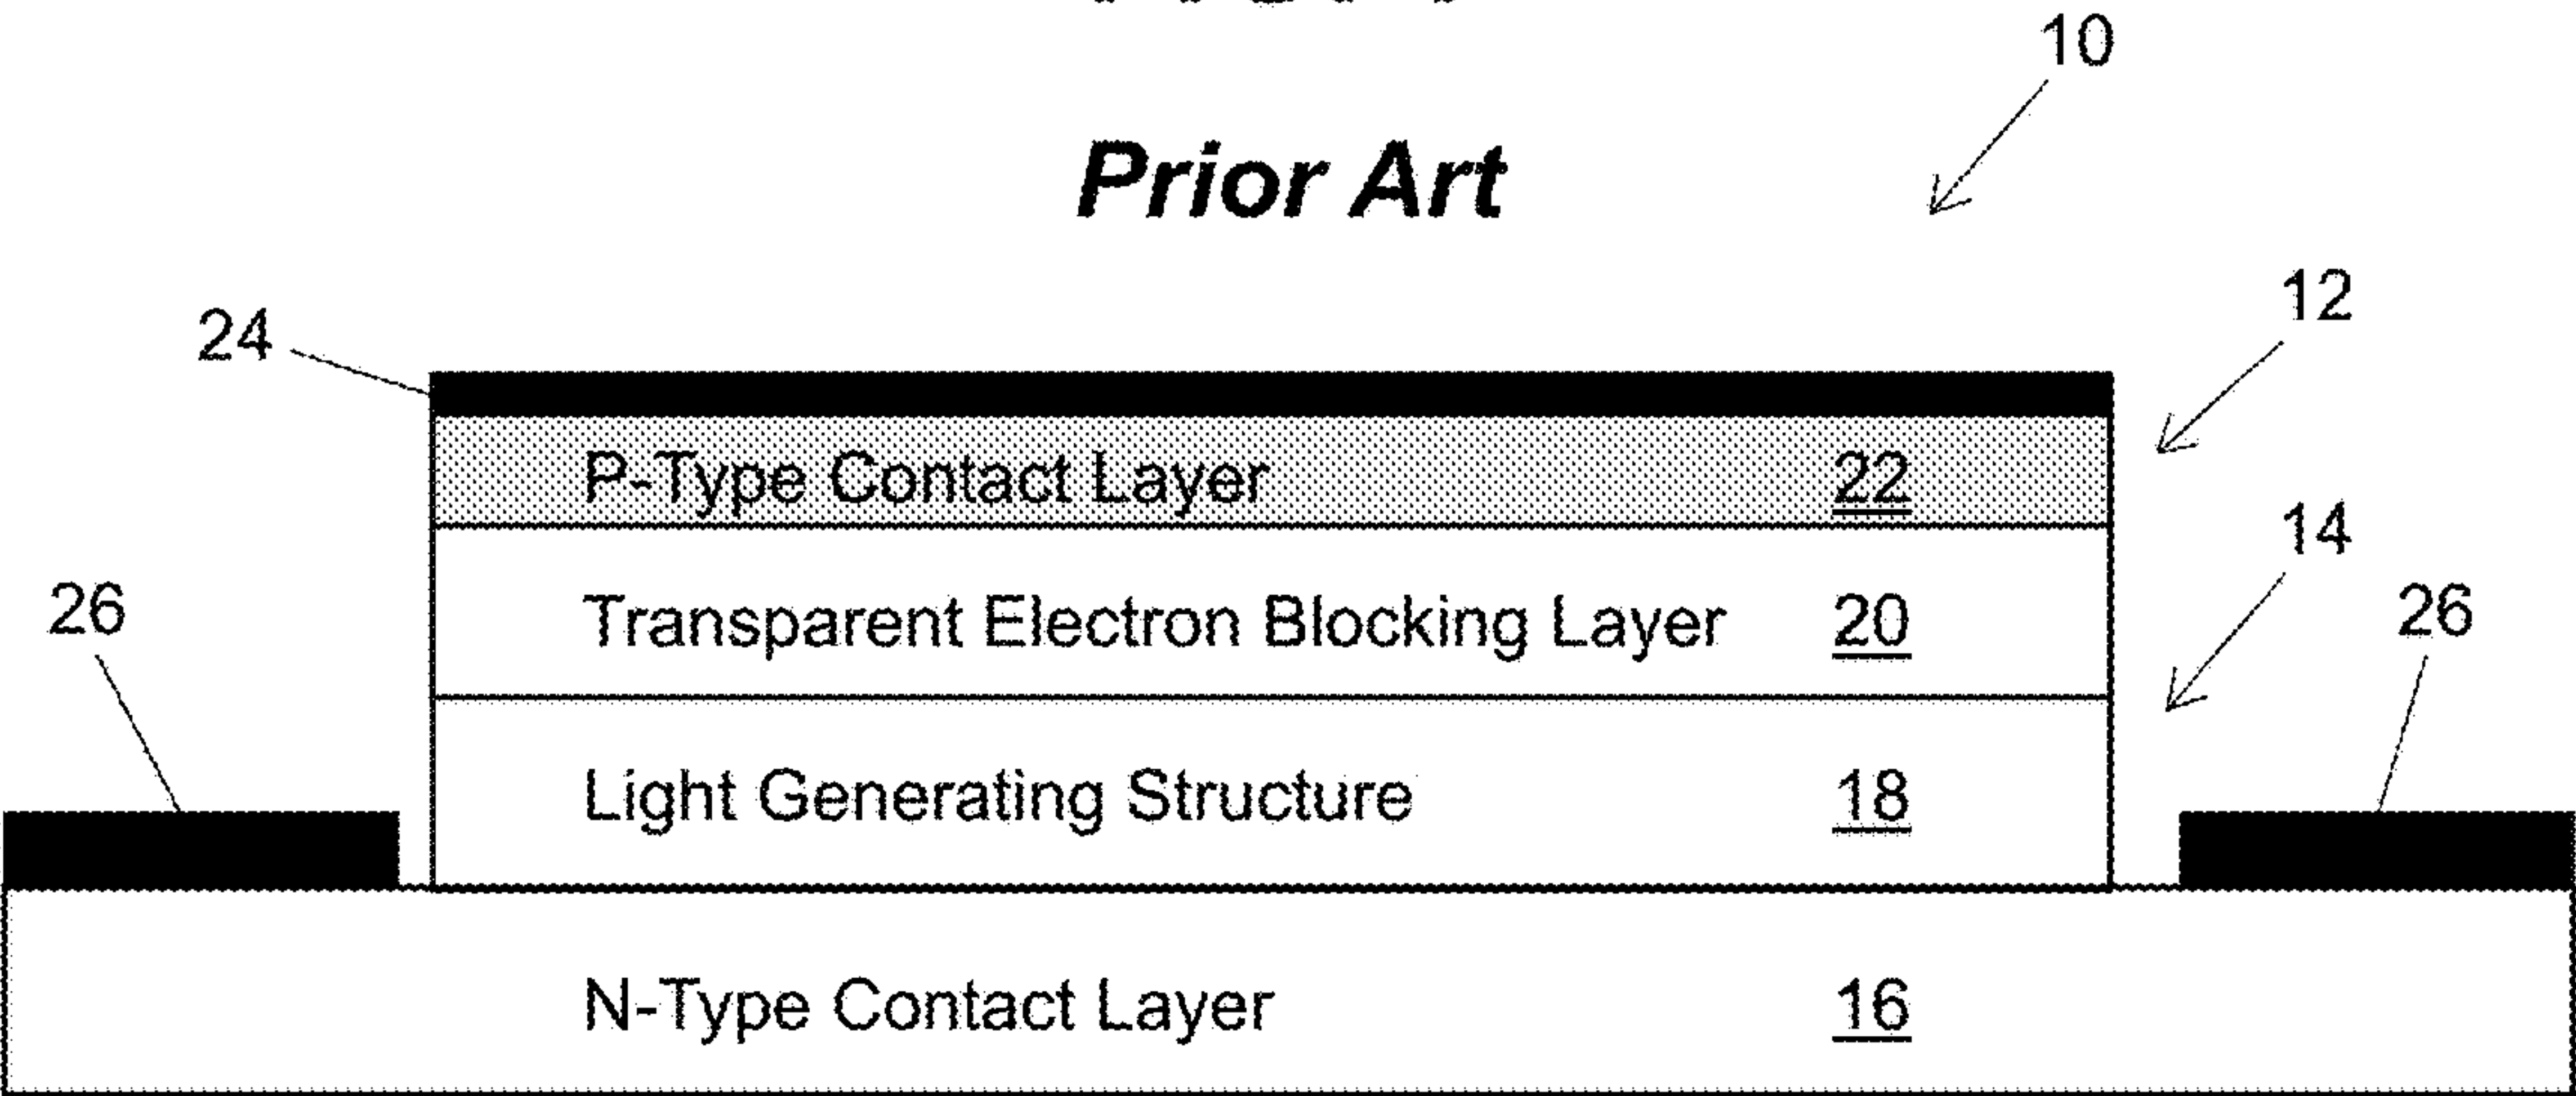 10
Prior Art
12
24
P-Type Contact Layer 22
14
26
Transparent Electron Blocking Layer 20
26
Light Generating Structure 18
N-Type Contact Layer 16